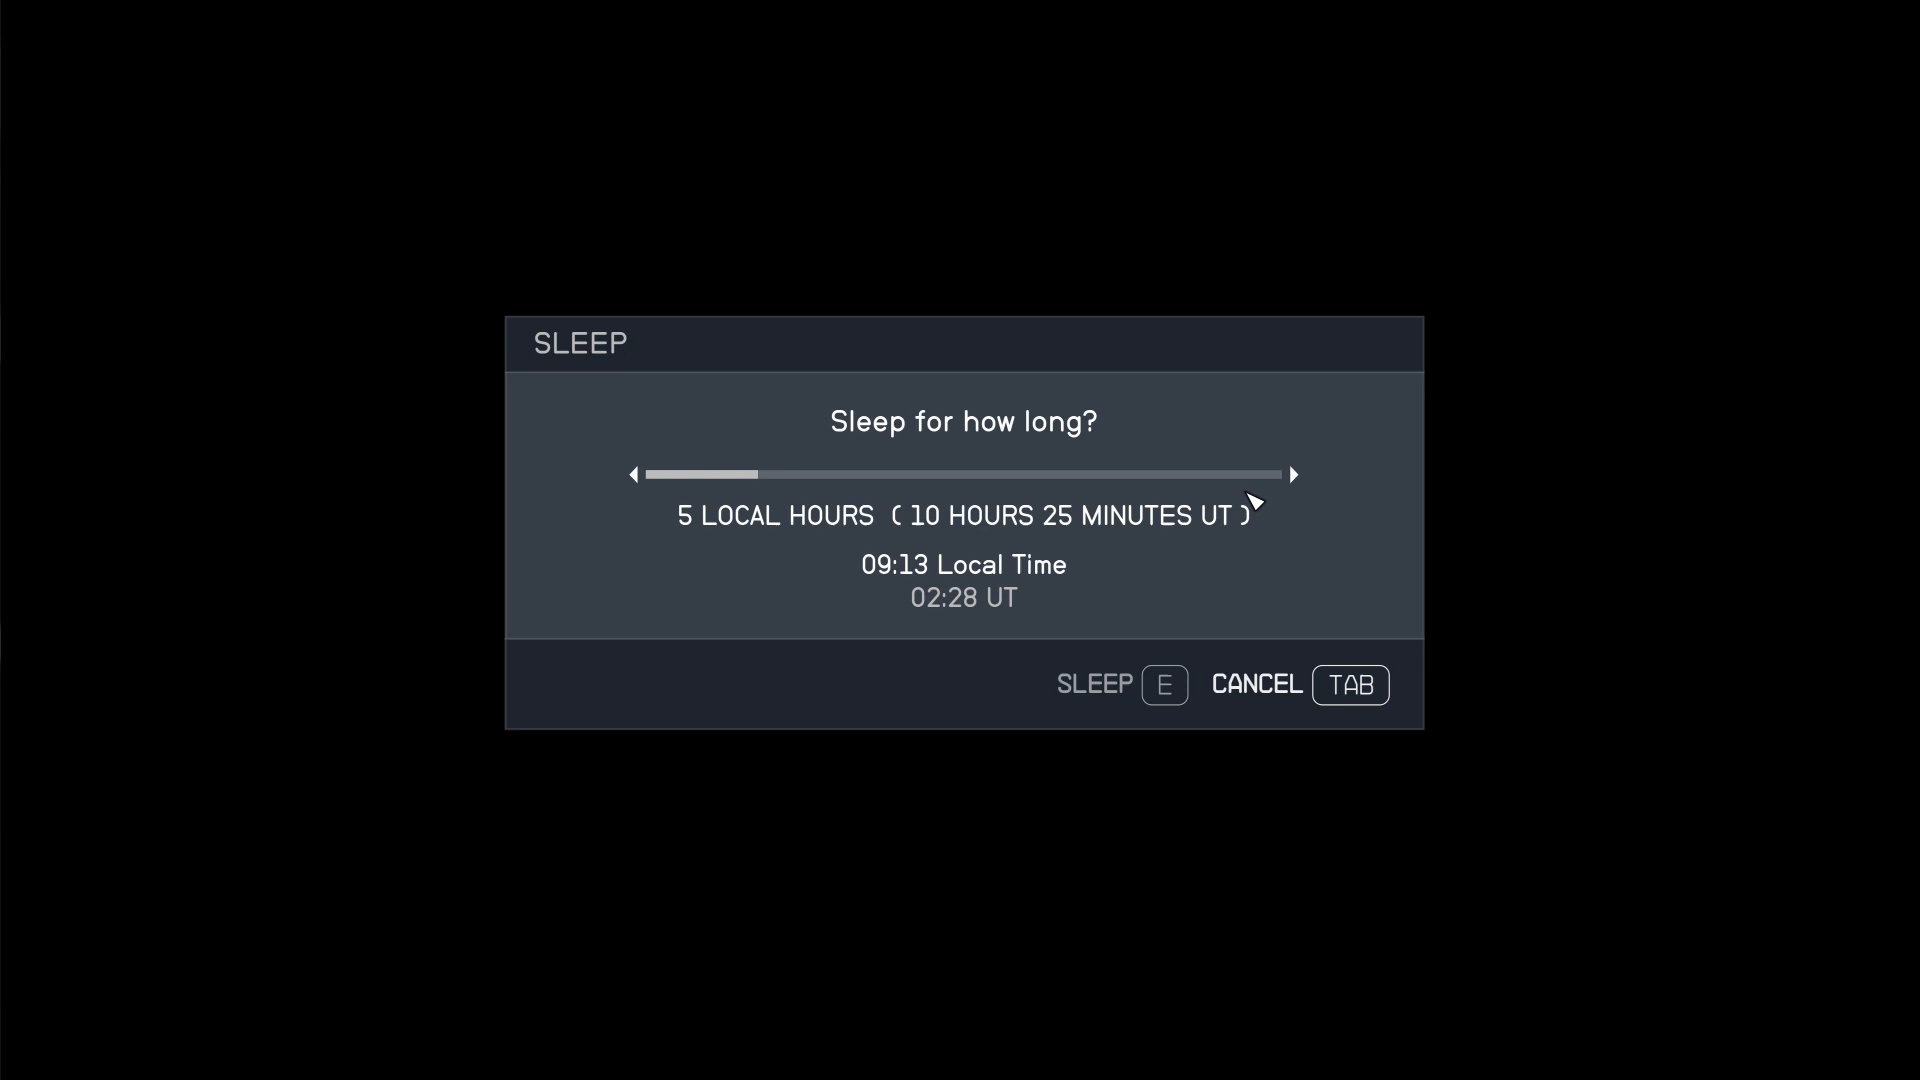 SLEEP
Sleep for how long?
5 LOCAL HOURS ( 10 HOURS 25 MINUTES UT )
09:13 Local Time
02:28 UT
SLEEP E CANCEL TAB